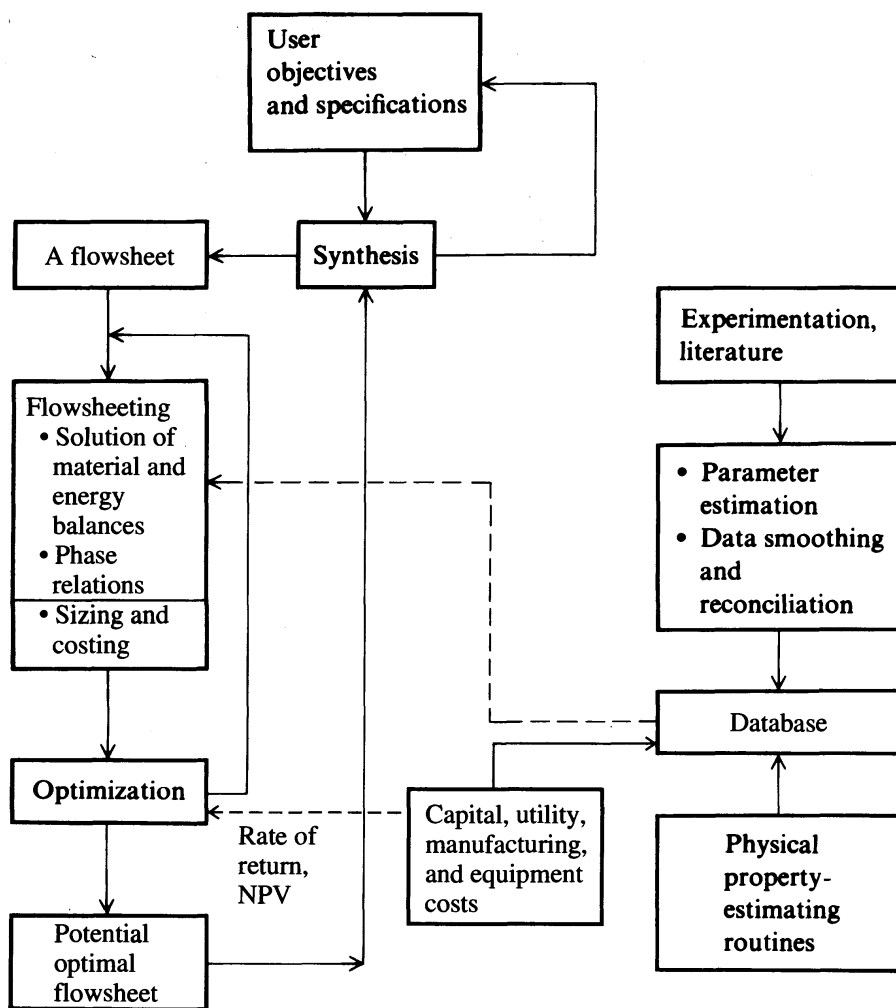 User
objectives
and specifications
A flowsheet
Synthesis
Experimentation,
literature
Flowsheeting
• Solution of
material and
energy
balances
• Phase
relations
• Sizing and
costing
• Parameter
estimation
• Data smoothing
and
reconciliation
Database
Optimization
Rate of
return,
NPV
Capital, utility,
manufacturing,
and equipment
costs
Physical
property-
estimating
routines
Potential
optimal
flowsheet